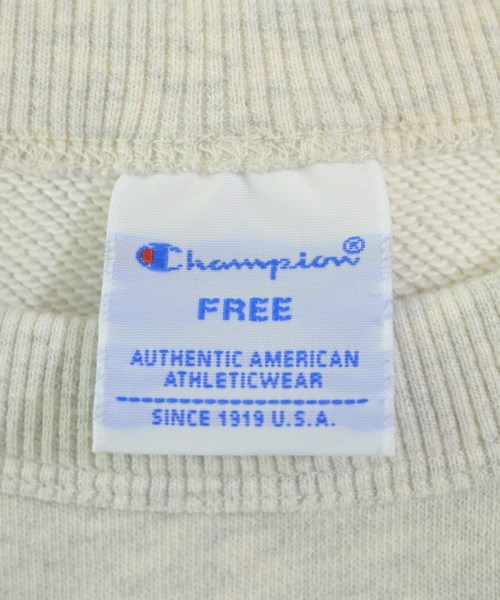 Champion®
FREE
AUTHENTIC AMERICAN
ATHLETICWEAR
SINCE 1919 U.S.A.